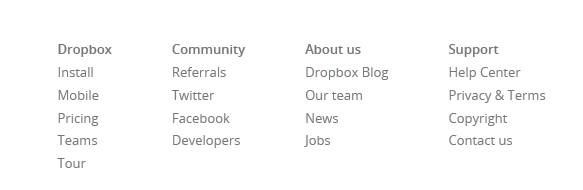 Dropbox
Install
Mobile
Pricing
Teams
Tour
Community
Referrals
Twitter
Facebook
Developers
About us
Dropbox Blog
Our team
News
Jobs
Support
Help Center
Privacy & Terms
Copyright
Contact us